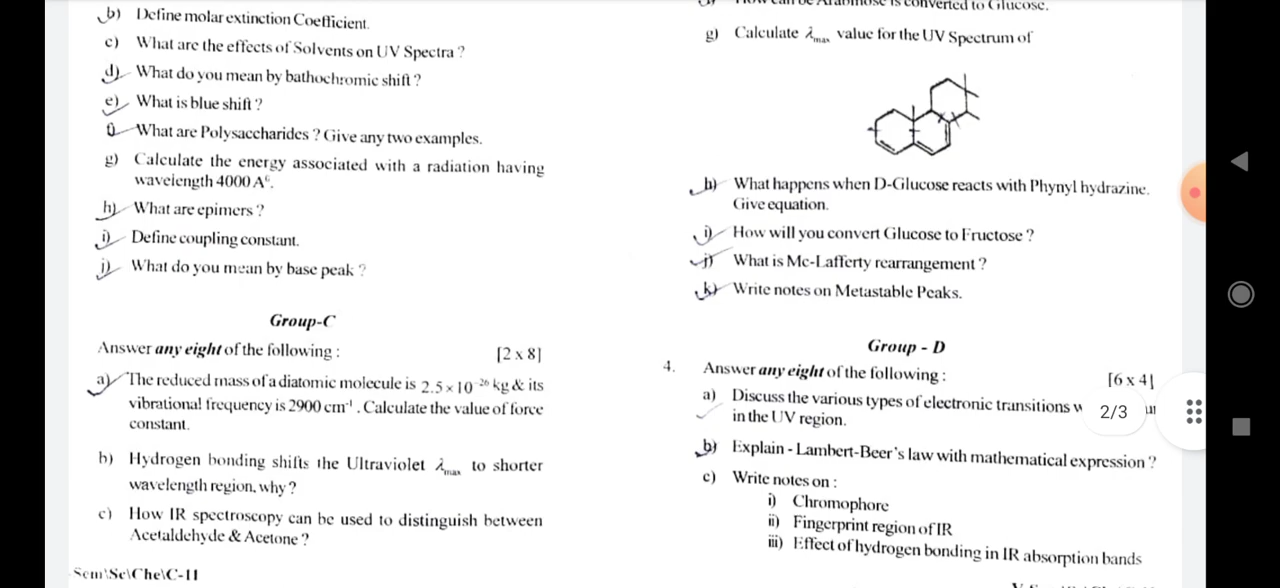 b) Define molar extinction Coefficient.
c) What are the effects of Solvents on UV Spectra ?
d) What do you mean by bathochromic shift ?
e) What is blue shift ?
What are Polysaccharides ? Give any two examples.
g) Calculate the energy associated with a radiation having
wavelength 4000 A⁰.
h) What are epimers ?
i) Define coupling constant.
j) What do you mean by base peak ?
Group-C
Answer any eight of the following : [2 x 8]
a) The reduced mass of a diatomic molecule is 2.5 × 10⁻²⁶ kg & its
vibrational frequency is 2900 cm⁻¹ . Calculate the value of force
constant.
b) Hydrogen bonding shifts the Ultraviolet λmax to shorter
wavelength region, why ?
c) How IR spectroscopy can be used to distinguish between
Acetaldehyde & Acetone ?
Sem\Sc\Che\C-11
is converted to Glucose.
g) Calculate λmax value for the UV Spectrum of
h) What happens when D-Glucose reacts with Phynyl hydrazine.
Give equation.
i) How will you convert Glucose to Fructose ?
j) What is Mc-Lafferty rearrangement ?
k) Write notes on Metastable Peaks.
Group - D
4. Answer any eight of the following : [6 x 4]
a) Discuss the various types of electronic transitions
in the UV region.
2/3
b) Explain - Lambert-Beer's law with mathematical expression ?
c) Write notes on :
i) Chromophore
ii) Fingerprint region of IR
iii) Effect of hydrogen bonding in IR absorption bands